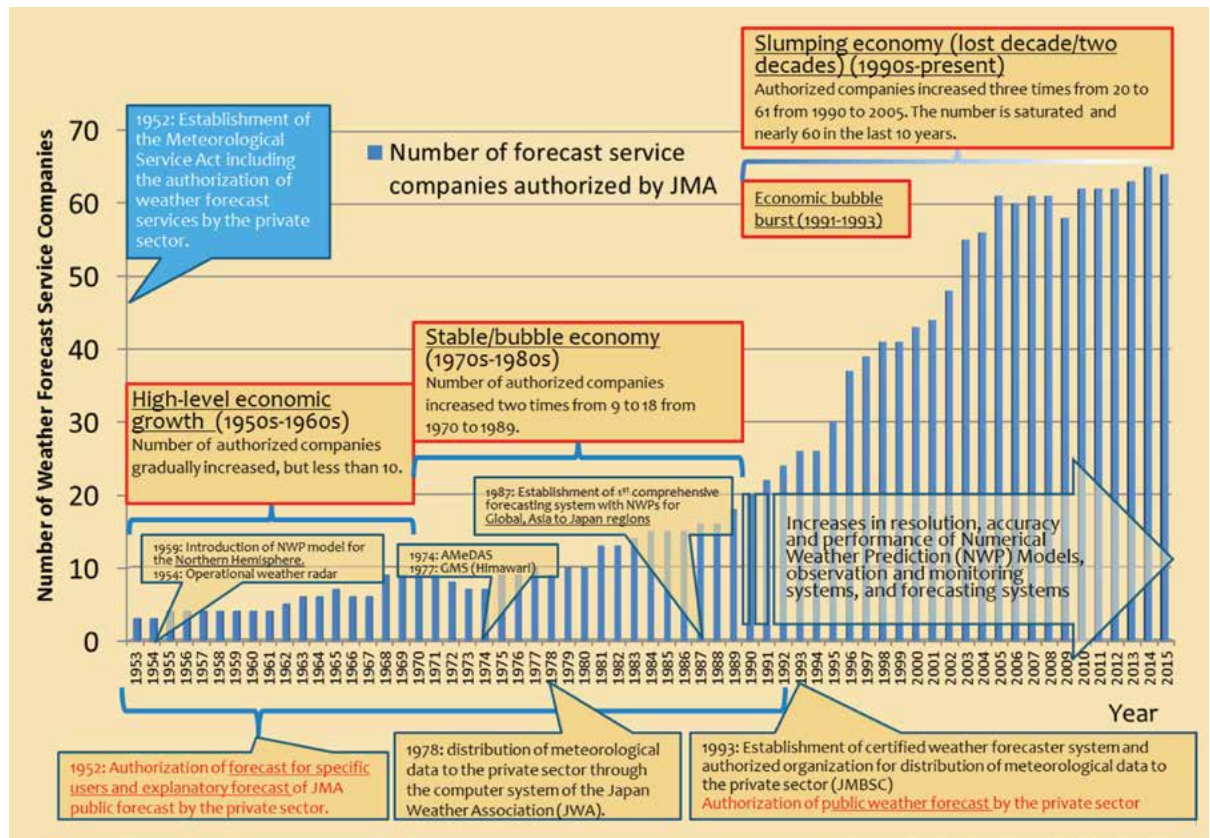 Slumping economy (lost decade/two
decades) (1990s-present)
Authorized companies increased three times from 20 to
61 from 1990 to 2005. The number is saturated and
nearly 60 in the last 10 years.
1952: Establishment of
the Meteorological
Service Act including
the authorization of
weather forecast
services by the private
sector.
Number of forecast service
companies authorized by JMA
Economic bubble
burst (1991-1993)
Stable/bubble economy
(1970s-1980s)
Number of authorized companies
increased two times from 9 to 18 from
1970 to 1989.
High-level economic
growth (1950s-1960s)
Number of authorized companies
gradually increased, but less than 10.
1959: Introduction of NWP model for
the Northern Hemisphere.
1954: Operational weather radar
1974: AMeDAS
1977: GMS (Himawari)
1987: Establishment of 1st comprehensive
forecasting system with NWPs for
Global, Asia to Japan regions
Increases in resolution, accuracy
and performance of Numerical
Weather Prediction (NWP) Models,
observation and monitoring
systems, and forecasting systems
Number of Weather Forecast Service Companies
70
60
50
40
30
20
10
0
1953
1954
1955
1956
1957
1958
1959
1960
1961
1962
1963
1964
1965
1966
1967
1968
1969
1970
1971
1972
1973
1974
1975
1976
1977
1978
1979
1980
1981
1982
1983
1984
1985
1986
1987
1988
1989
1990
1991
1992
1993
1994
1995
1996
1997
1998
1999
2000
2001
2002
2003
2004
2005
2006
2007
2008
2009
2010
2011
2012
2013
2014
2015
Year
1952: Authorization of forecast for specific
users and explanatory forecast of JMA
public forecast by the private sector.
1978: distribution of meteorological
data to the private sector through
the computer system of the Japan
Weather Association (JWA).
1993: Establishment of certified weather forecaster system and
authorized organization for distribution of meteorological data to
the private sector (JMBSC)
Authorization of public weather forecast by the private sector